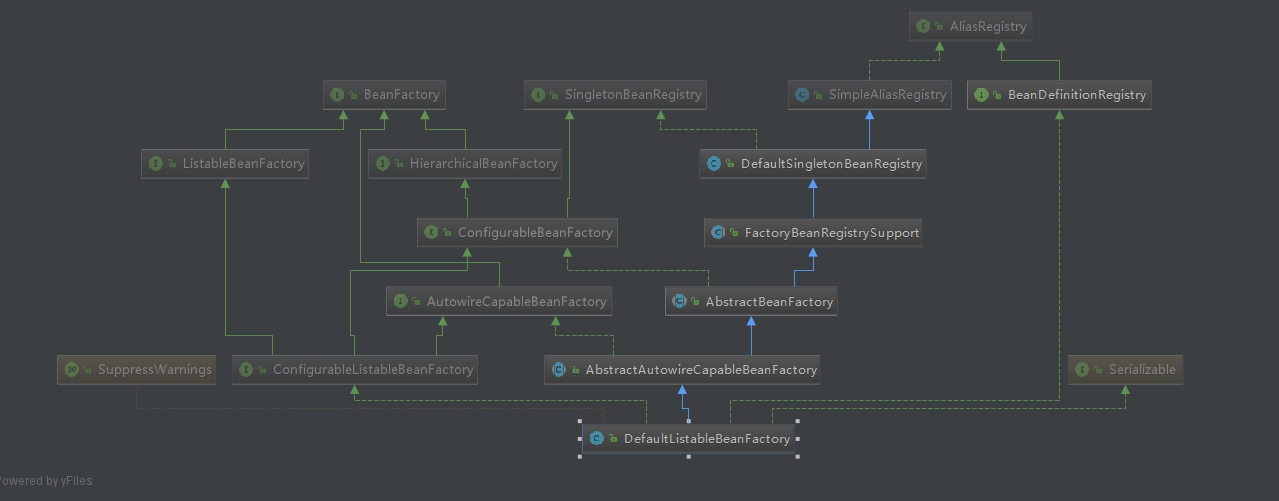 AliasRegistry
BeanFactory
SingletonBeanRegistry
SimpleAliasRegistry
BeanDefinitionRegistry
ListableBeanFactory
HierarchicalBeanFactory
DefaultSingletonBeanRegistry
ConfigurableBeanFactory
FactoryBeanRegistrySupport
AutowireCapableBeanFactory
AbstractBeanFactory
SuppressWarnings
ConfigurableListableBeanFactory
AbstractAutowireCapableBeanFactory
Serializable
DefaultListableBeanFactory
Powered by yFiles